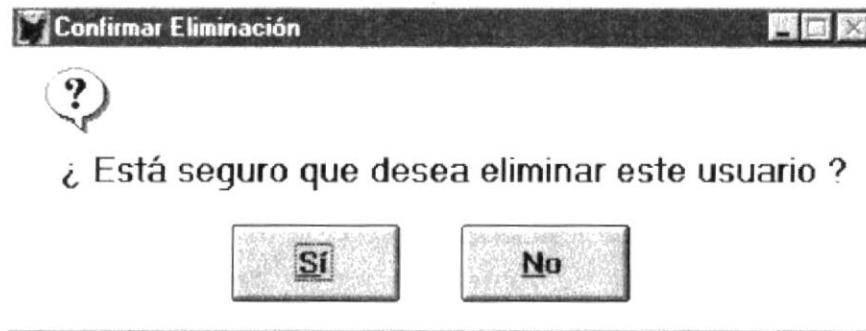 Confirmar Eliminación
?
¿ Está seguro que desea eliminar este usuario ?
Sí
No